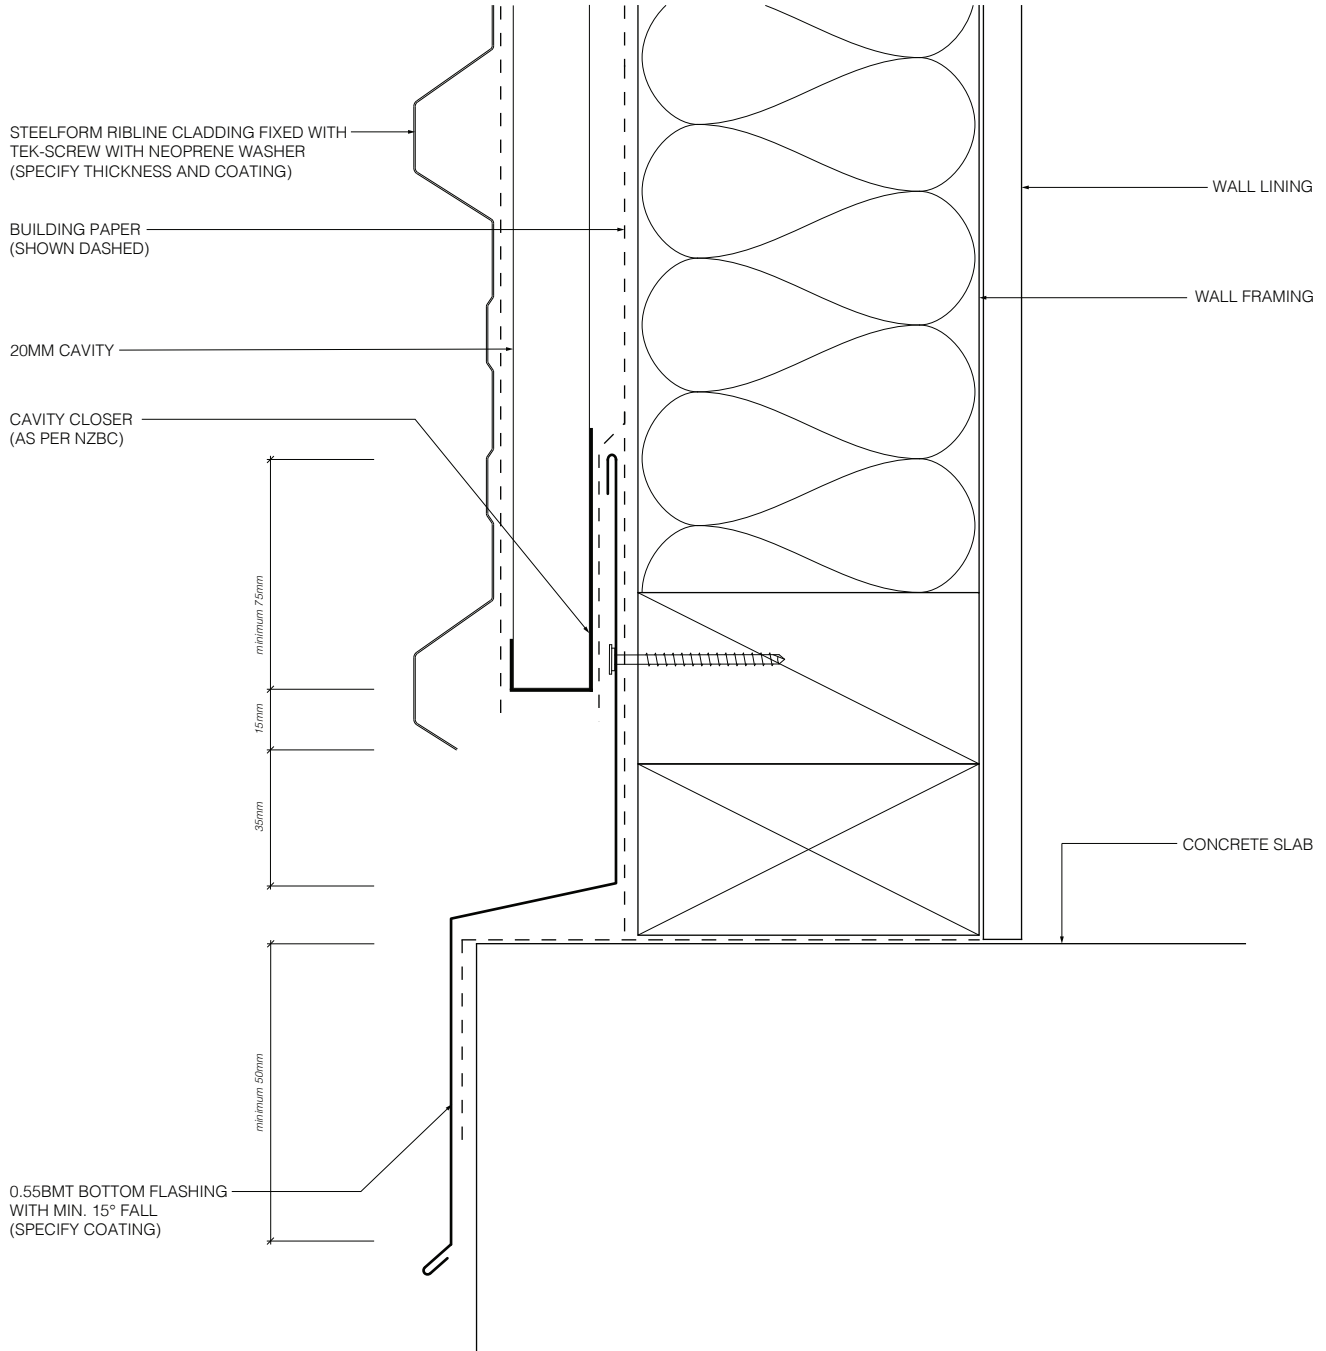 STEELFORM RIBLINE CLADDING FIXED WITH
TEK-SCREW WITH NEOPRENE WASHER
(SPECIFY THICKNESS AND COATING)
WALL LINING
BUILDING PAPER
(SHOWN DASHED)
WALL FRAMING
20MM CAVITY
CAVITY CLOSER
(AS PER NZBC)
minimum 75mm
15mm
35mm
CONCRETE SLAB
minimum 50mm
0.55BMT BOTTOM FLASHING
WITH MIN. 15° FALL
(SPECIFY COATING)